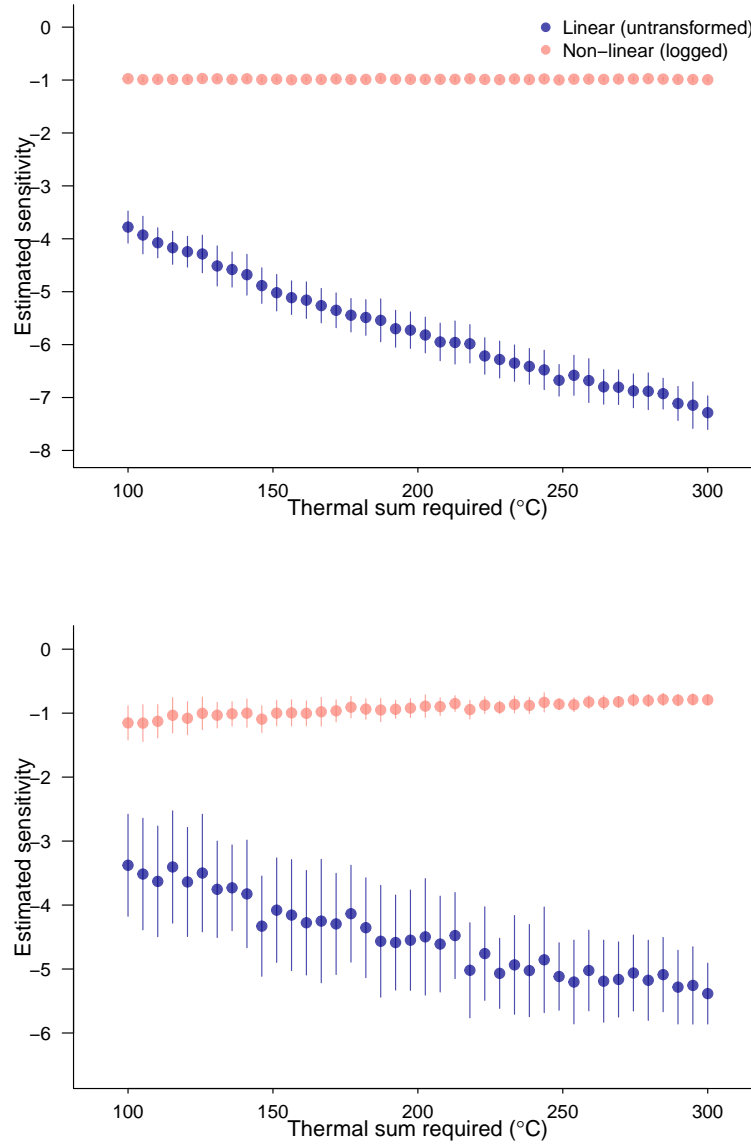 0
−1
−2
−3
−4
−5
−6
−7
−8
Estimated sensitivity
Linear (untransformed)
Non−linear (logged)
100 150 200 250 300
Thermal sum required (°C)
0
−1
−2
−3
−4
−5
−6
Estimated sensitivity
100 150 200 250 300
Thermal sum required (°C)